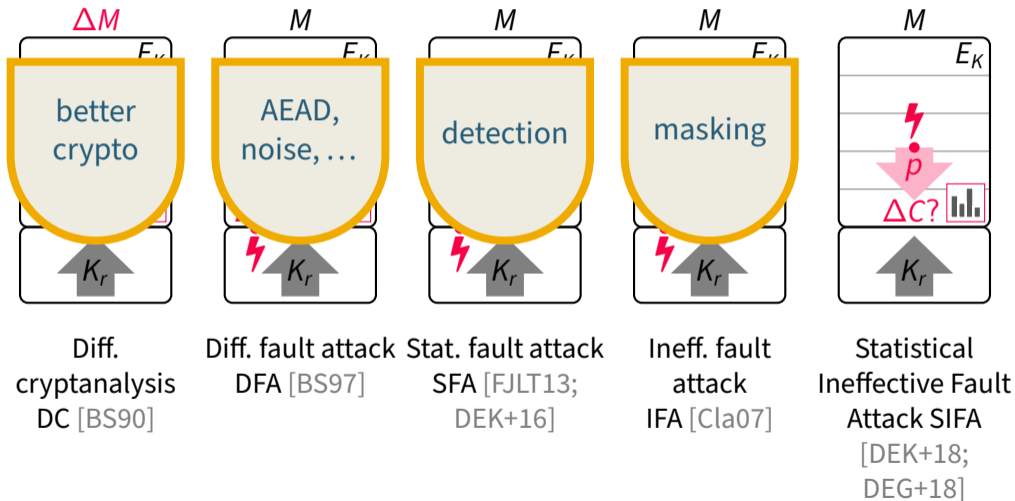 ΔM
M
M
M
M
E_K
E_K
E_K
E_K
E_K
better
crypto
AEAD,
noise, …
detection
masking
p
ΔC?
K_r
K_r
K_r
K_r
K_r
Diff.
cryptanalysis
DC [BS90]
Diff. fault attack
DFA [BS97]
Stat. fault attack
SFA [FJLT13;
DEK+16]
Ineff. fault
attack
IFA [Cla07]
Statistical
Ineffective Fault
Attack SIFA
[DEK+18;
DEG+18]